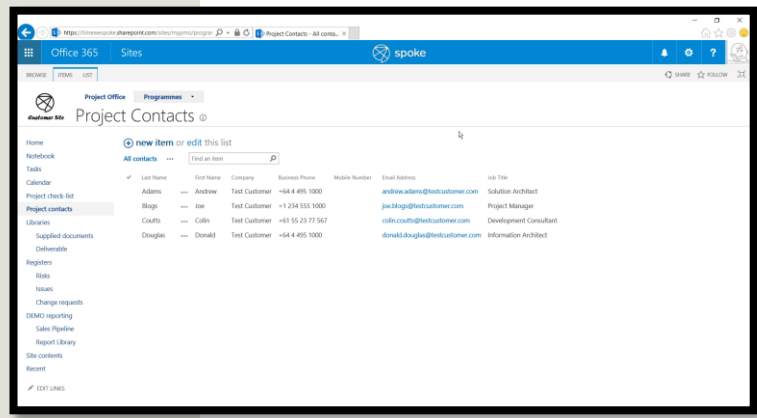 https://timewespoke.sharepoint.com/sites/mypmo/program
Project Contacts - All conta...
Office 365
Sites
spoke
?
BROWSE
ITEMS
LIST
SHARE
FOLLOW
Project Office
Programmes
Customer Site
Project Contacts
Home
Notebook
Tasks
Calendar
Project check-list
Project contacts
Libraries
Supplied documents
Deliverable
Registers
Risks
Issues
Change requests
DEMO reporting
Sales Pipeline
Report Library
Site contents
Recent
EDIT LINKS
new item or edit this list
All contacts ... Find an item
Last Name First Name Company Business Phone Mobile Number Email Address Job Title
Adams ... Andrew Test Customer +64 4 495 1000 andrew.adams@testcustomer.com Solution Architect
Blogs ... Joe Test Customer +1 234 555 1000 joe.blogs@testcustomer.com Project Manager
Coutts ... Colin Test Customer +61 55 23 77 567 colin.coutts@testcustomer.com Development Consultant
Douglas ... Donald Test Customer +64 4 495 1000 donald.douglas@testcustomer.com Information Architect